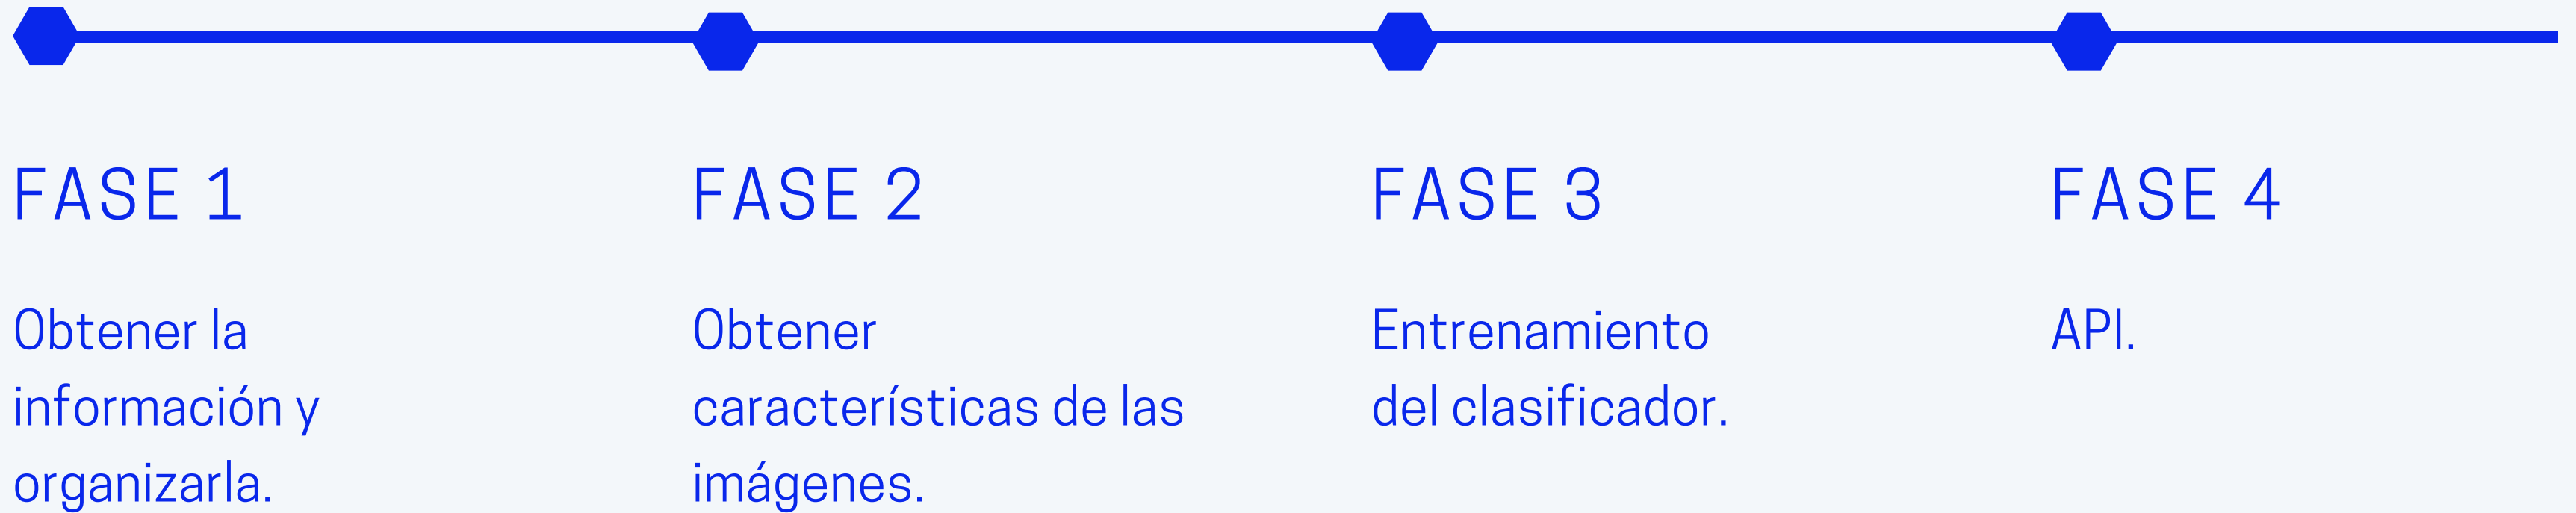 FASE 1
Obtener la
información y
organizarla.
FASE 2
Obtener
características de las
imágenes.
FASE 3
Entrenamiento
del clasificador.
FASE 4
API.